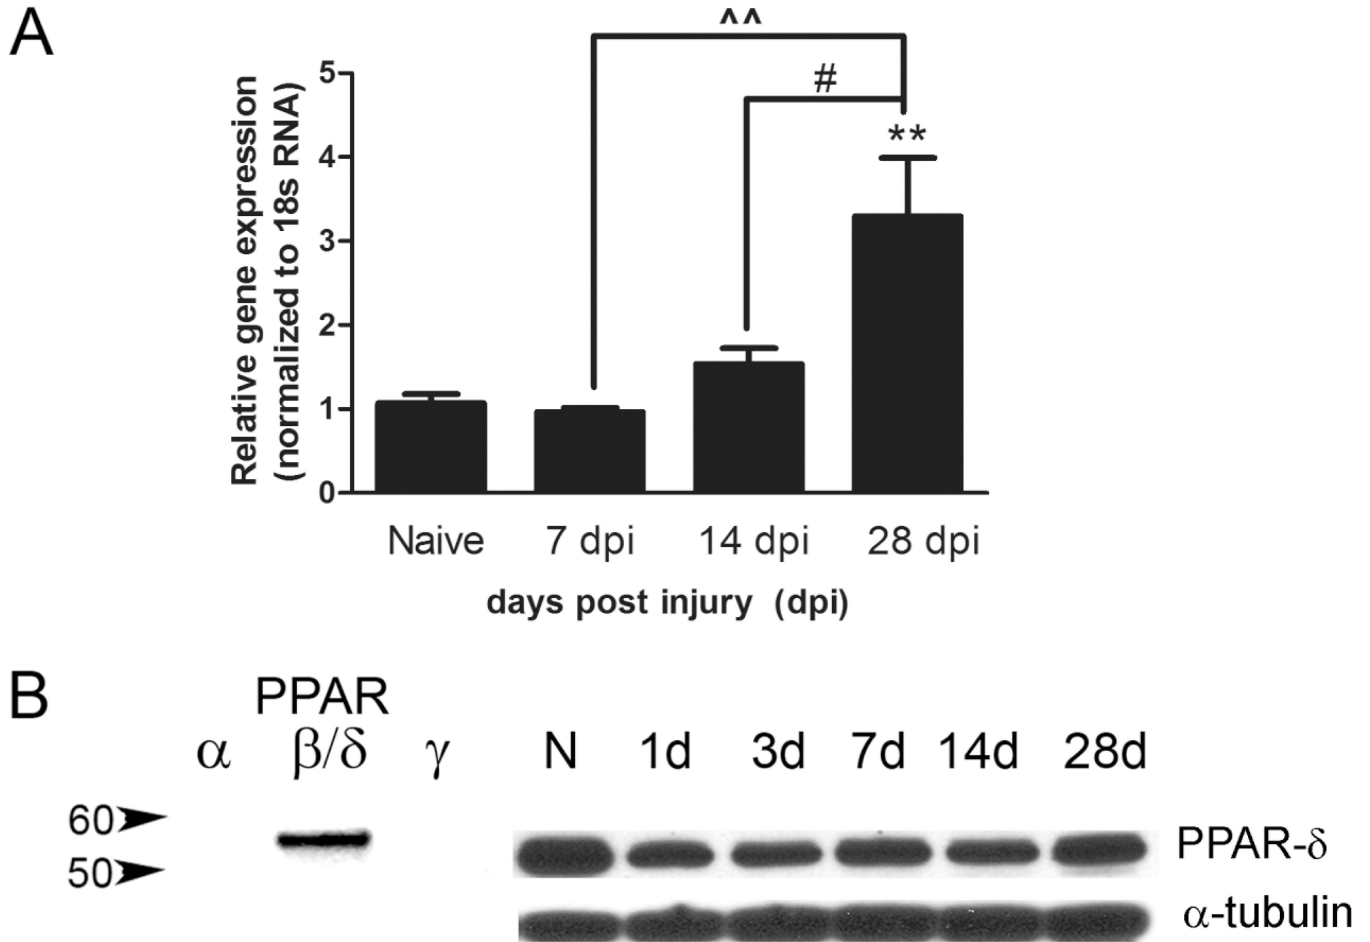 A
^^
#
**
Relative gene expression
(normalized to 18s RNA)
5
4
3
2
1
0
Naive 7 dpi 14 dpi 28 dpi
days post injury (dpi)
B
PPAR
α β/δ γ N 1d 3d 7d 14d 28d
60
50
PPAR-δ
α-tubulin